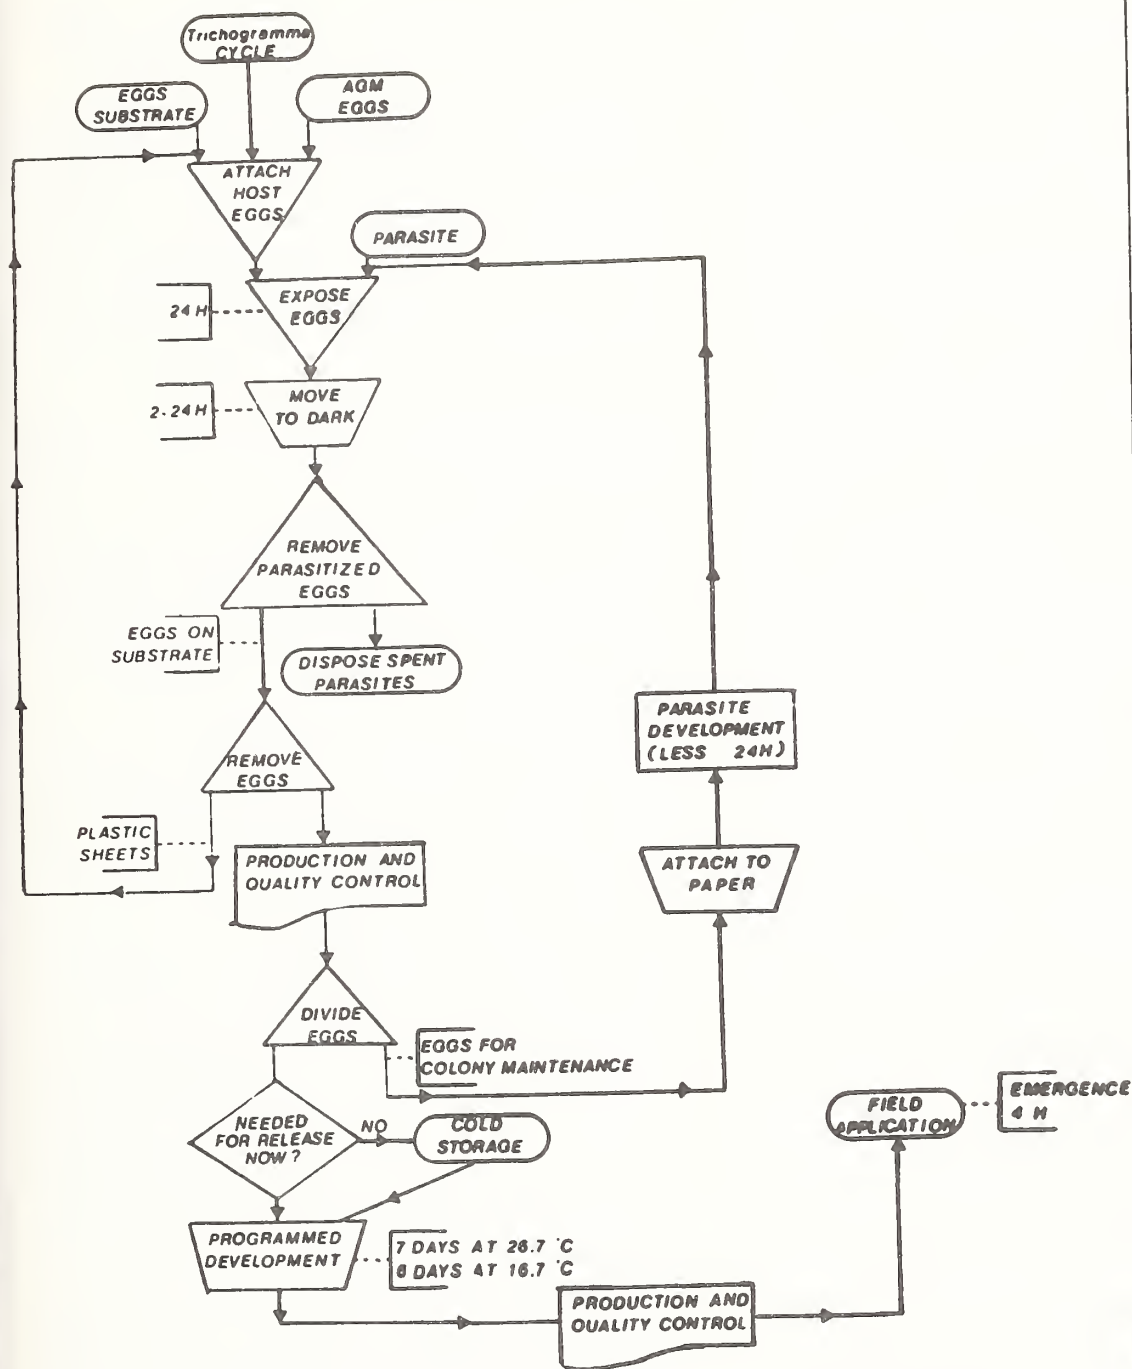 Trichogramma
CYCLE
EGGS
SUBSTRATE
AGM
EGGS
ATTACH
HOST
EGGS
PARASITE
EXPOSE
EGGS
24 H
MOVE
TO DARK
2-24H
REMOVE
PARASITIZED
EGGS
EGGS ON
SUBSTRATE
DISPOSE SPENT
PARASITES
PARASITE
DEVELOPMENT
(LESS 24H)
REMOVE
EGGS
PLASTIC
SHEETS
PRODUCTION AND
QUALITY CONTROL
ATTACH TO
PAPER
DIVIDE
EGGS
EGGS FOR
COLONY MAINTENANCE
NEEDED
FOR RELEASE
NOW?
NO
COLD
STORAGE
FIELD
APPLICATION
EMERGENCE
4 H
PROGRAMMED
DEVELOPMENT
7 DAYS AT 26.7 °C
6 DAYS AT 16.7 °C
PRODUCTION AND
QUALITY CONTROL